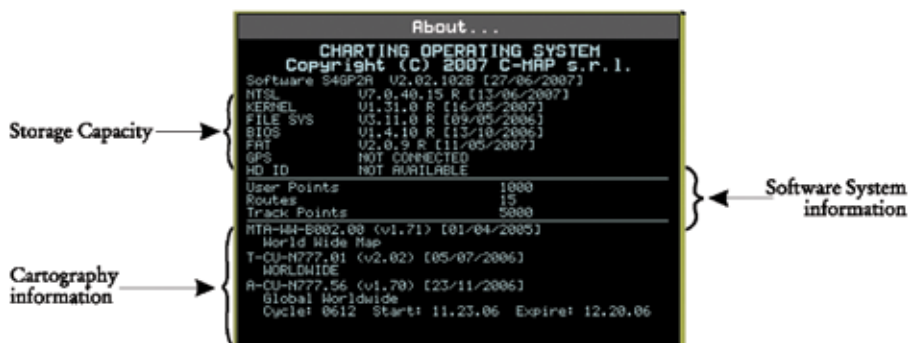 About...
CHARTING OPERATING SYSTEM
Copyright (C) 2007 C-MAP s.r.l.
Software S4GP2A V2.02.102B [27/06/2007]
NTSL V7.0.40.15 R [13/06/2007]
KERNEL V1.31.0 R [16/05/2007]
FILE SYS V3.11.0 R [09/05/2006]
BIOS V1.4.10 R [13/10/2006]
FAT V2.0.9 R [11/05/2007]
GPS NOT CONNECTED
HD ID NOT AVAILABLE
User Points 1000
Routes 15
Track Points 5000
MTA-WW-B002.00 (v1.71) [01/04/2005]
World Wide Map
T-CU-N777.01 (v2.02) [05/07/2006]
WORLDWIDE
A-CU-N777.56 (v1.70) [23/11/2006]
Global Worldwide
Cycle: 0612 Start: 11.23.06 Expire: 12.20.06
Storage Capacity
Cartography
information
Software System
information